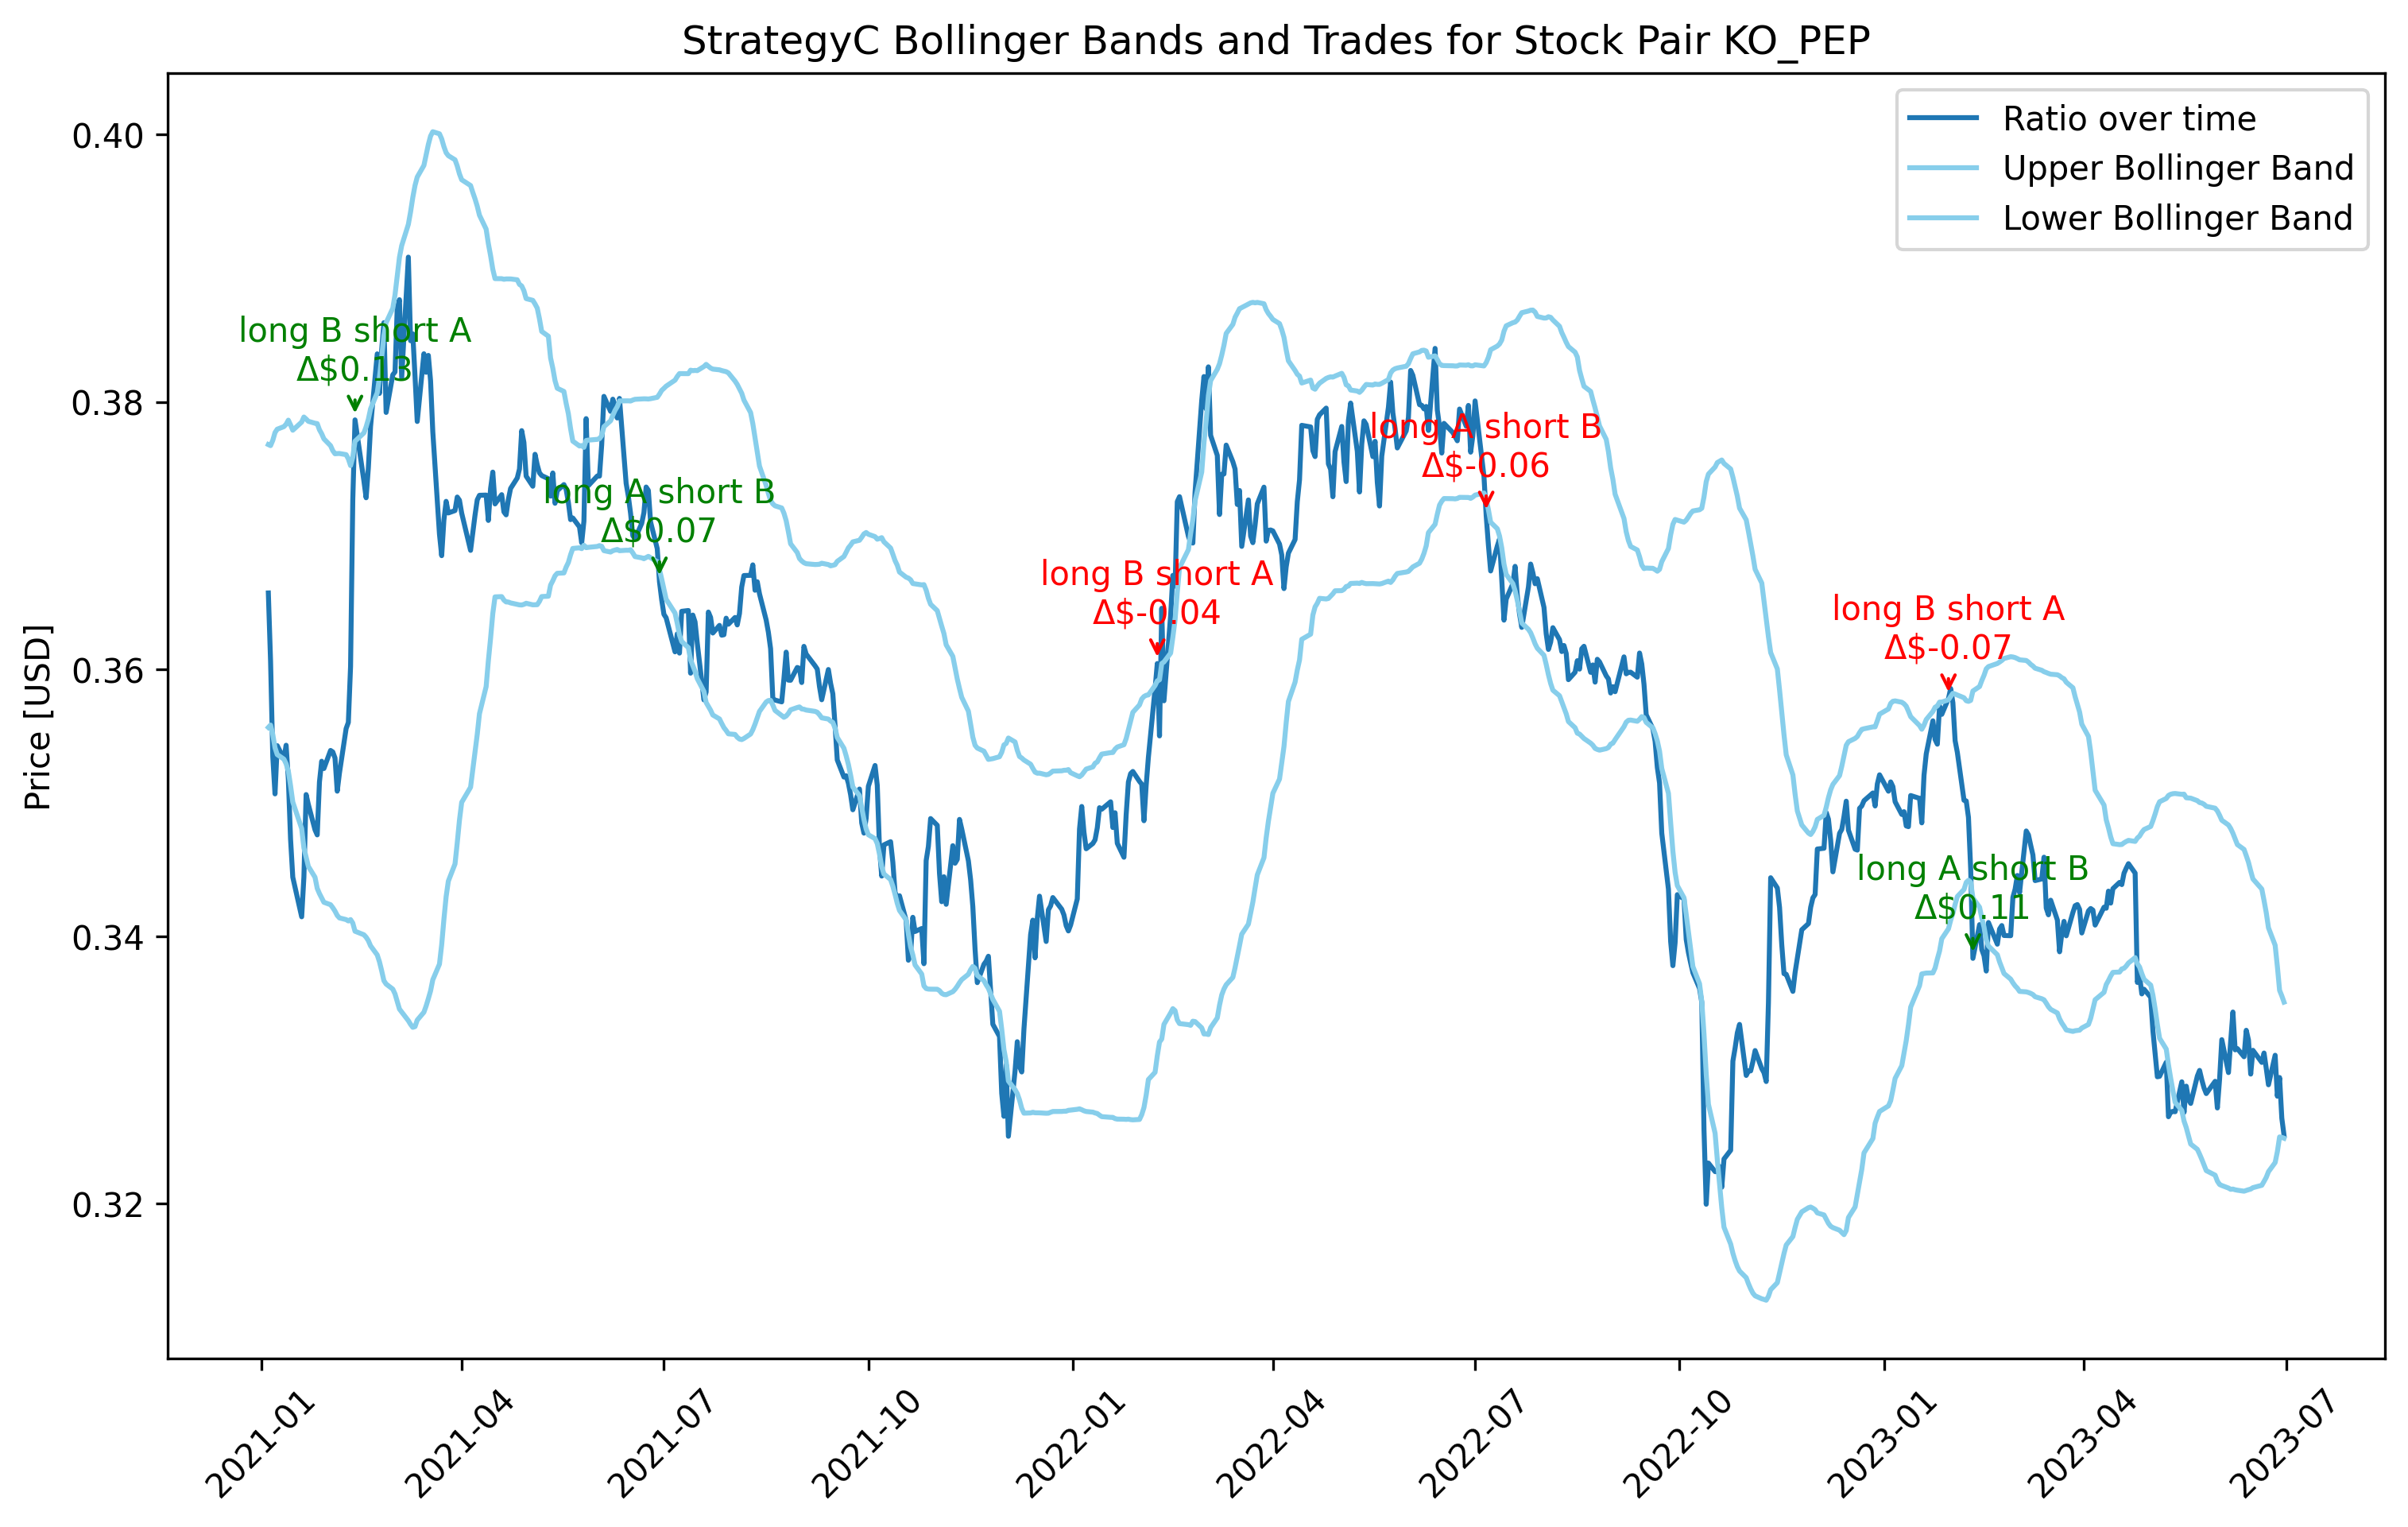 StrategyC Bollinger Bands and Trades for Stock Pair KO_PEP
Ratio over time
Upper Bollinger Band
Lower Bollinger Band
Price [USD]
0.40
0.38
0.36
0.34
0.32
long B short A
Δ$0.13
long A short B
Δ$0.07
long B short A
Δ$-0.04
long A short B
Δ$-0.06
long B short A
Δ$-0.07
long A short B
Δ$0.11
2021-01
2021-04
2021-07
2021-10
2022-01
2022-04
2022-07
2022-10
2023-01
2023-04
2023-07